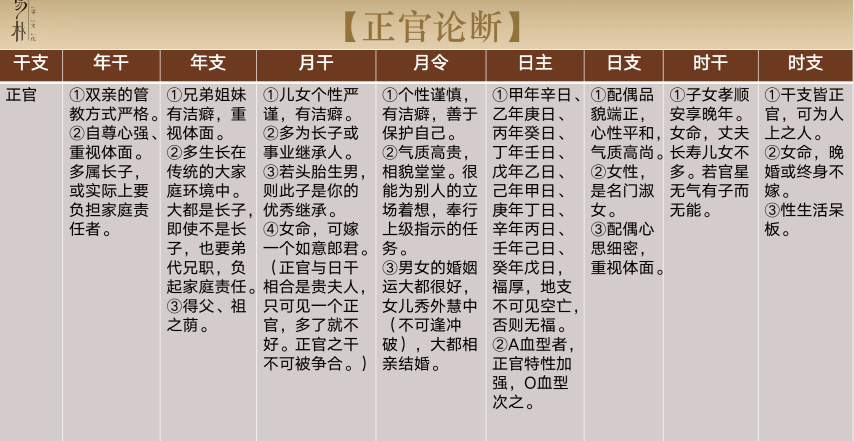 易朴
【正官论断】
干支
年干
年支
月干
月令
日主
日支
时干
时支
正官
①双亲的管
教方式严格。
②自尊心强、
重视体面。
多属长子，
或实际上要
负担家庭责
任者。
①兄弟姐妹
有洁癖，重
视体面。
②多生长在
传统的大家
庭环境中。
大都是长子，
即使不是长
子，也要弟
代兄职，负
起家庭责任。
③得父、祖
之荫。
①儿女个性严
谨，有洁癖。
②多为长子或
事业继承人。
③若头胎生男，
则此子是你的
优秀继承。
④女命，可嫁
一个如意郎君。
（正官与日干
相合是贵夫人，
只可见一个正
官，多了就不
好。正官之干
不可被争合。）
①个性谨慎，
有洁癖，善于
保护自己。
②气质高贵，
相貌堂堂。很
能为别人的立
场着想，奉行
上级指示的任
务。
③男女的婚姻
运大都很好，
女儿秀外慧中
（不可逢冲
破），大都相
亲结婚。
①甲年辛日、
乙年庚日、
丙年癸日、
丁年壬日、
戊年乙日、
己年甲日、
庚年丁日、
辛年丙日、
壬年己日、
癸年戊日，
福厚，地支
不可见空亡，
否则无福。
②A血型者，
正官特性加
强，O血型
次之。
①配偶品
貌端正，
心性平和，
气质高尚。
②女性，
是名门淑
女。
③配偶心
思细密，
重视体面。
①子女孝顺
安享晚年。
女命，丈夫
长寿儿女不
多。若官星
无气有子而
无能。
①干支皆正
官，可为人
上之人。
②女命，晚
婚或终身不
嫁。
③性生活呆
板。